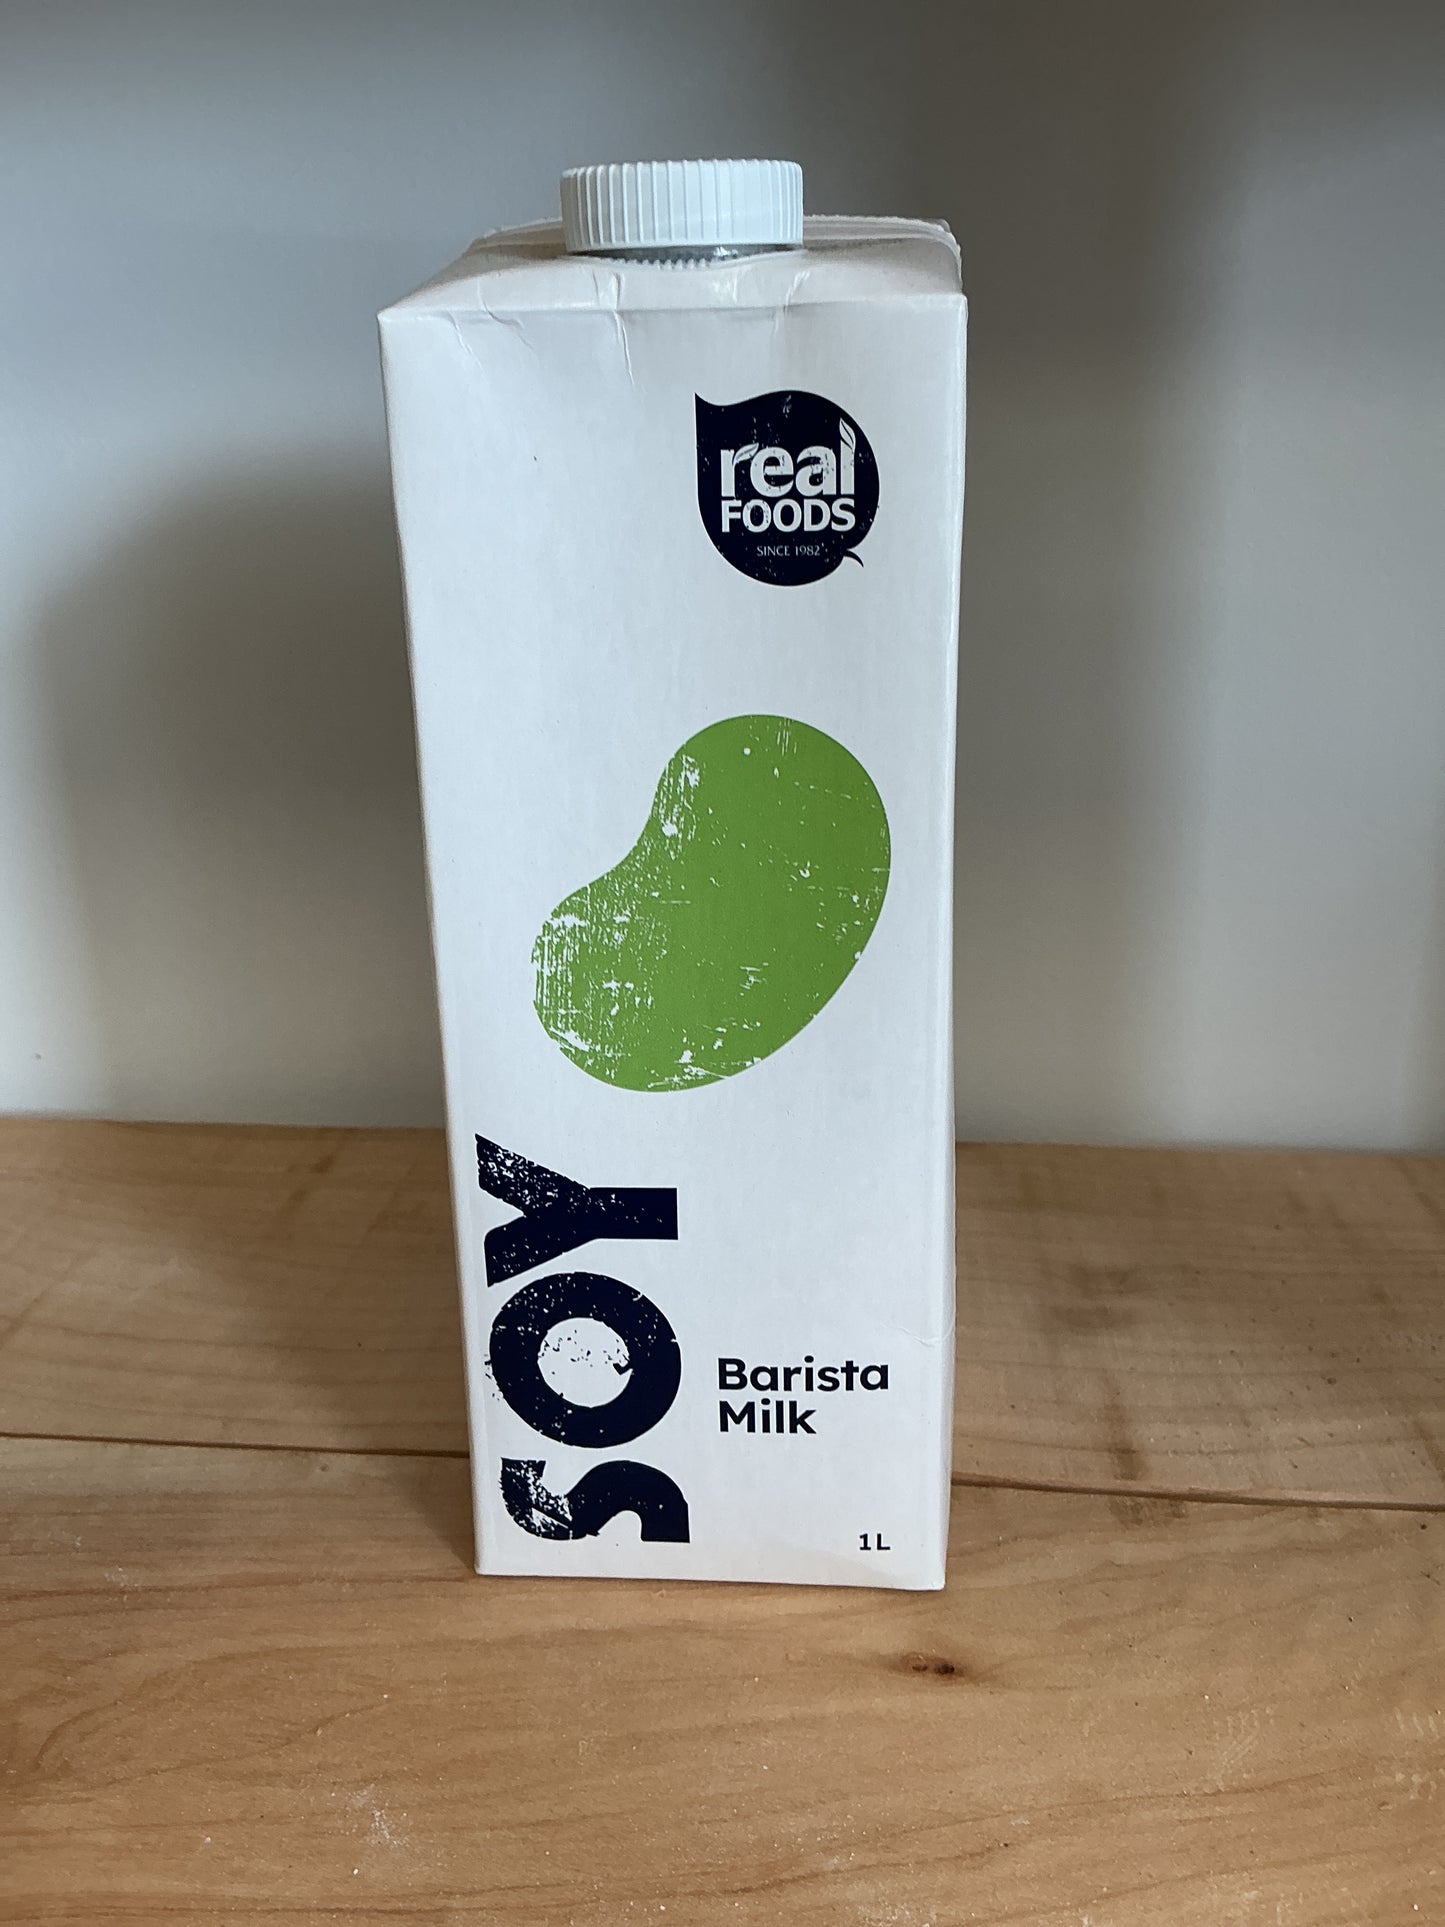 real
FOODS
SINCE 1982
SOY
Barista
Milk
1L